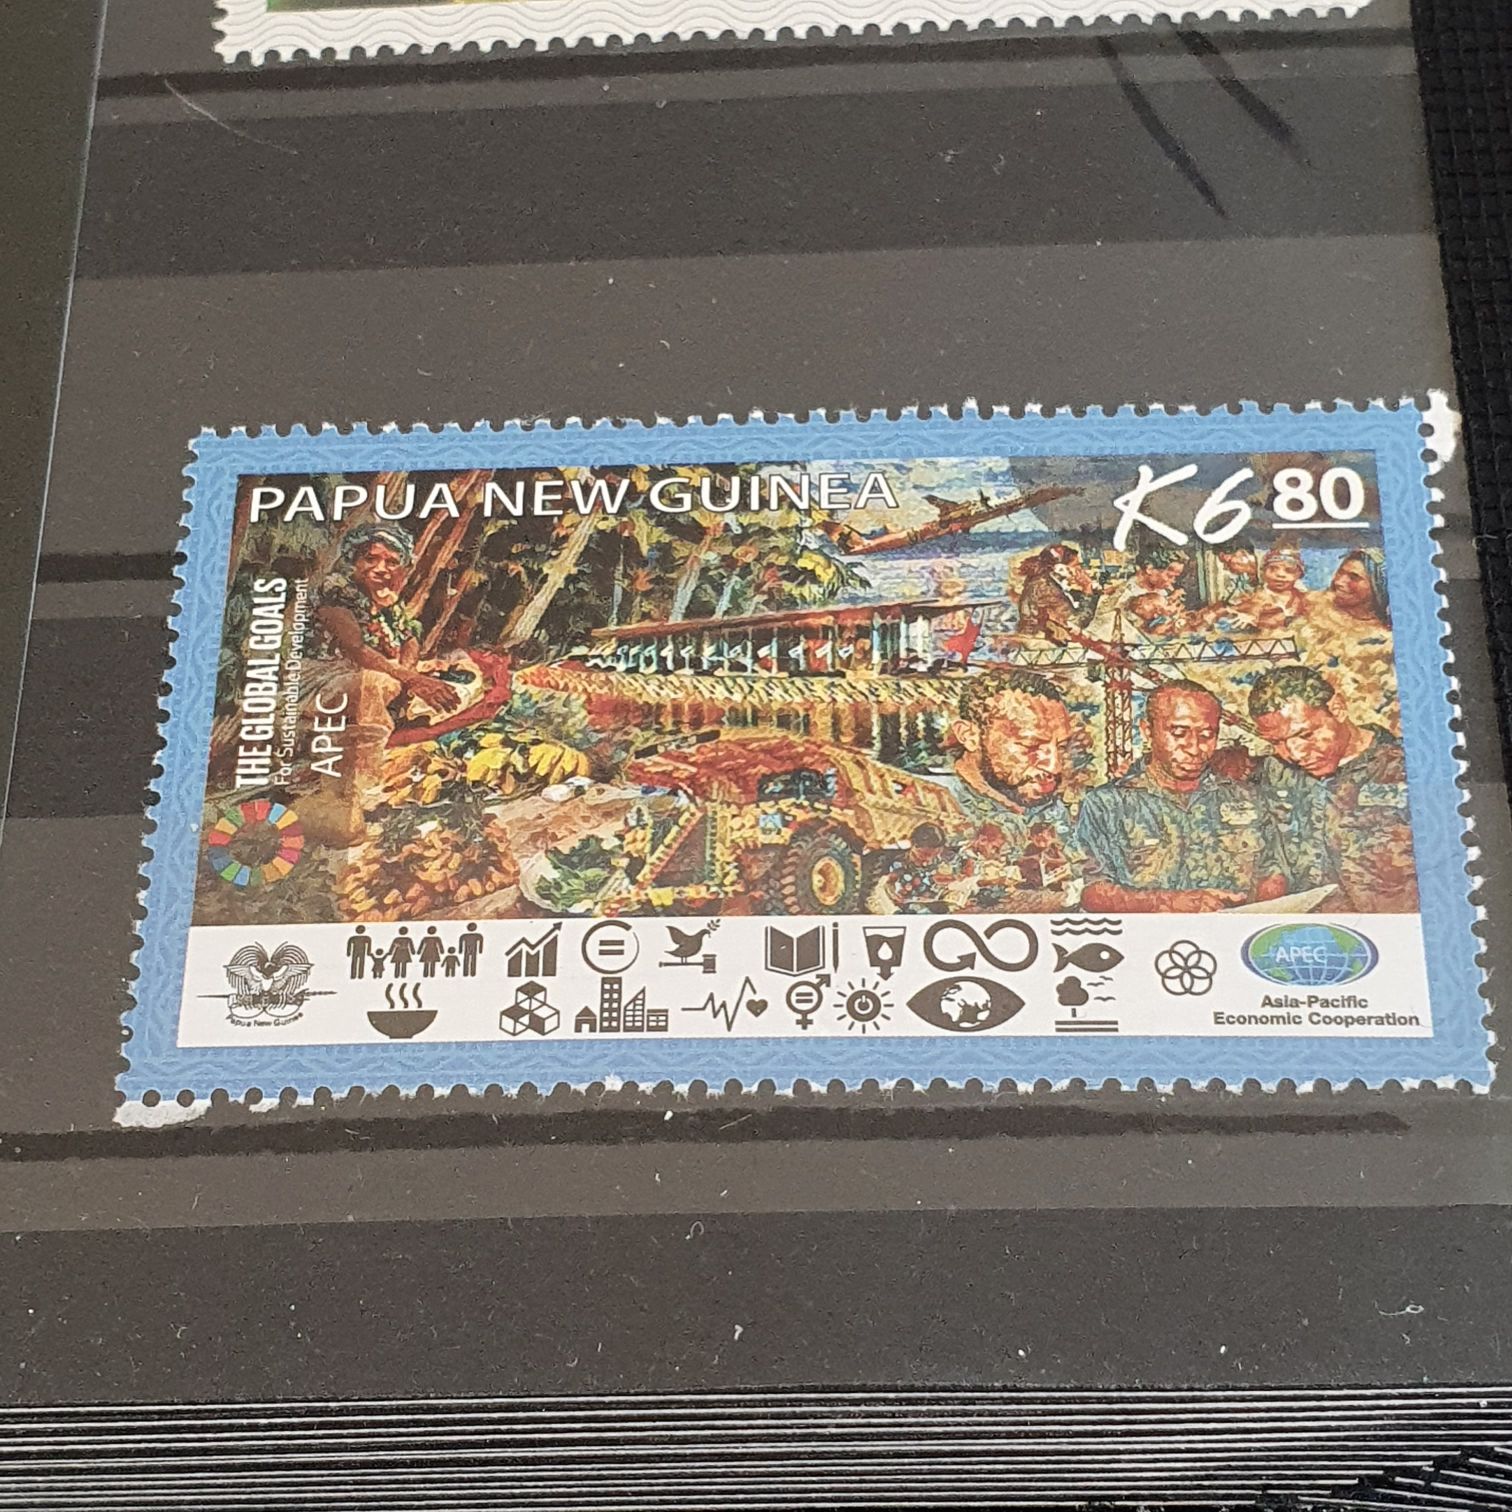 PAPUA NEW GUINEA
K6 80
THE GLOBAL GOALS
For Sustainable Development
APEC
Papua New Guinea
APEC
Asia-Pacific
Economic Cooperation